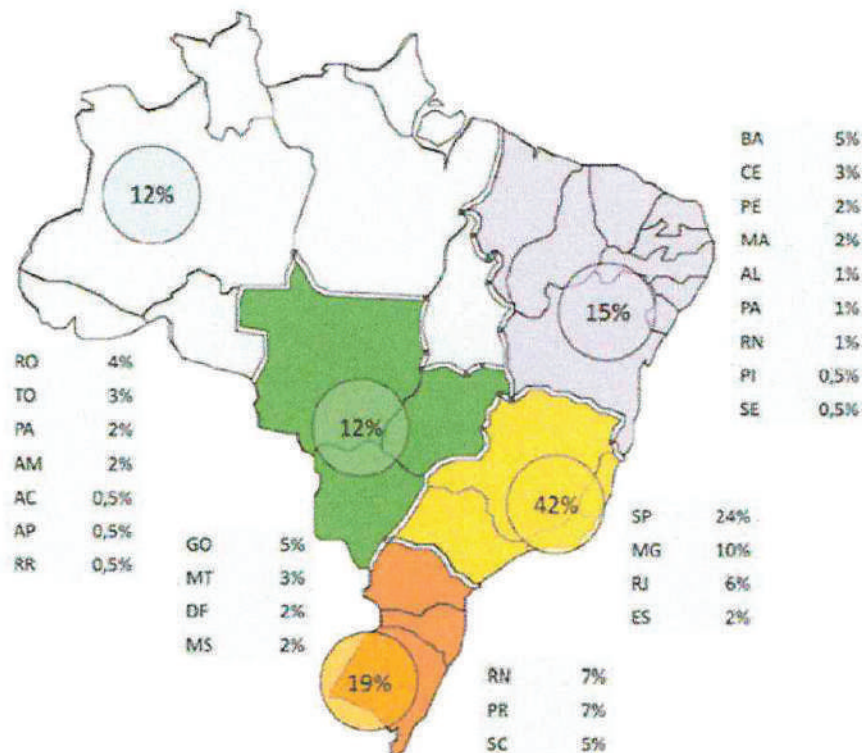 12%
BA 5%
CE 3%
PE 2%
MA 2%
AL 1%
PA 1%
RN 1%
PI 0,5%
SE 0,5%
15%
RO 4%
TO 3%
PA 2%
AM 2%
AC 0,5%
AP 0,5%
RR 0,5%
12%
GO 5%
MT 3%
DF 2%
MS 2%
42%
SP 24%
MG 10%
RJ 6%
ES 2%
19%
RN 7%
PR 7%
SC 5%